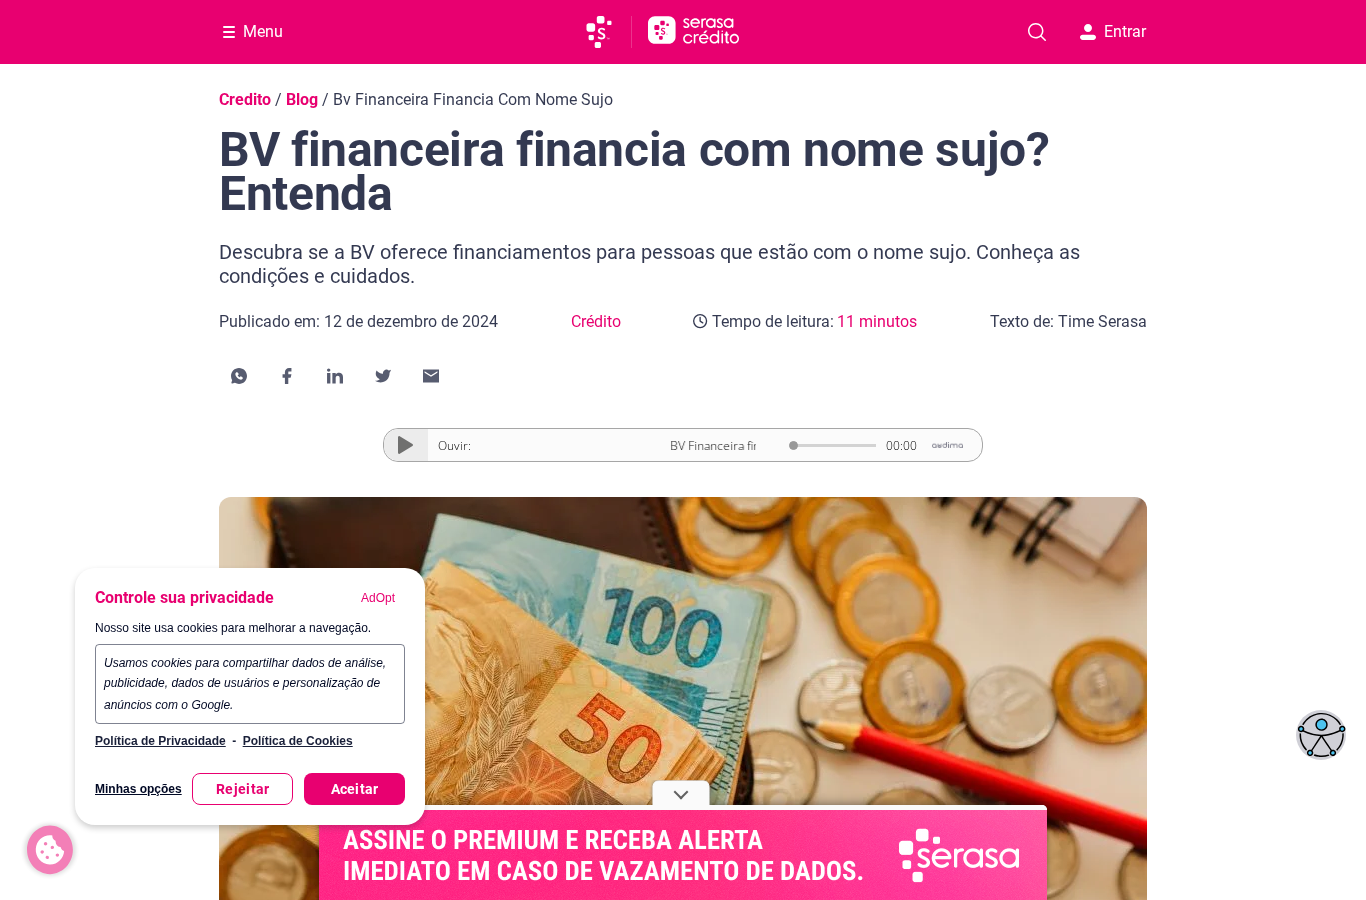 Menu
serasa
crédito
Entrar
Credito / Blog / Bv Financeira Financia Com Nome Sujo
BV financeira financia com nome sujo?
Entenda
Descubra se a BV oferece financiamentos para pessoas que estão com o nome sujo. Conheça as
condições e cuidados.
Publicado em: 12 de dezembro de 2024 Crédito Tempo de leitura: 11 minutos Texto de: Time Serasa
Ouvir: BV Financeira fir 00:00 audima
100
50
Controle sua privacidade AdOpt
Nosso site usa cookies para melhorar a navegação.
Usamos cookies para compartilhar dados de análise,
publicidade, dados de usuários e personalização de
anúncios com o Google.
Política de Privacidade - Política de Cookies
Minhas opções Rejeitar Aceitar
ASSINE O PREMIUM E RECEBA ALERTA
IMEDIATO EM CASO DE VAZAMENTO DE DADOS.
serasa